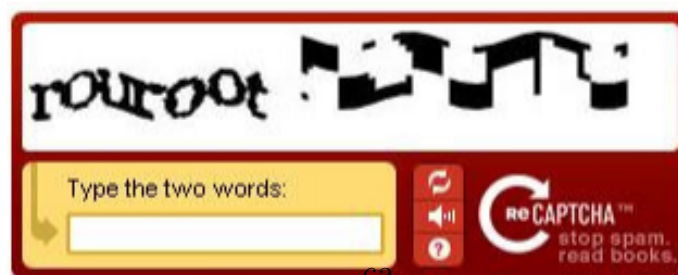 rouroot
Type the two words:
ReCAPTCHA™
stop spam.
read books.